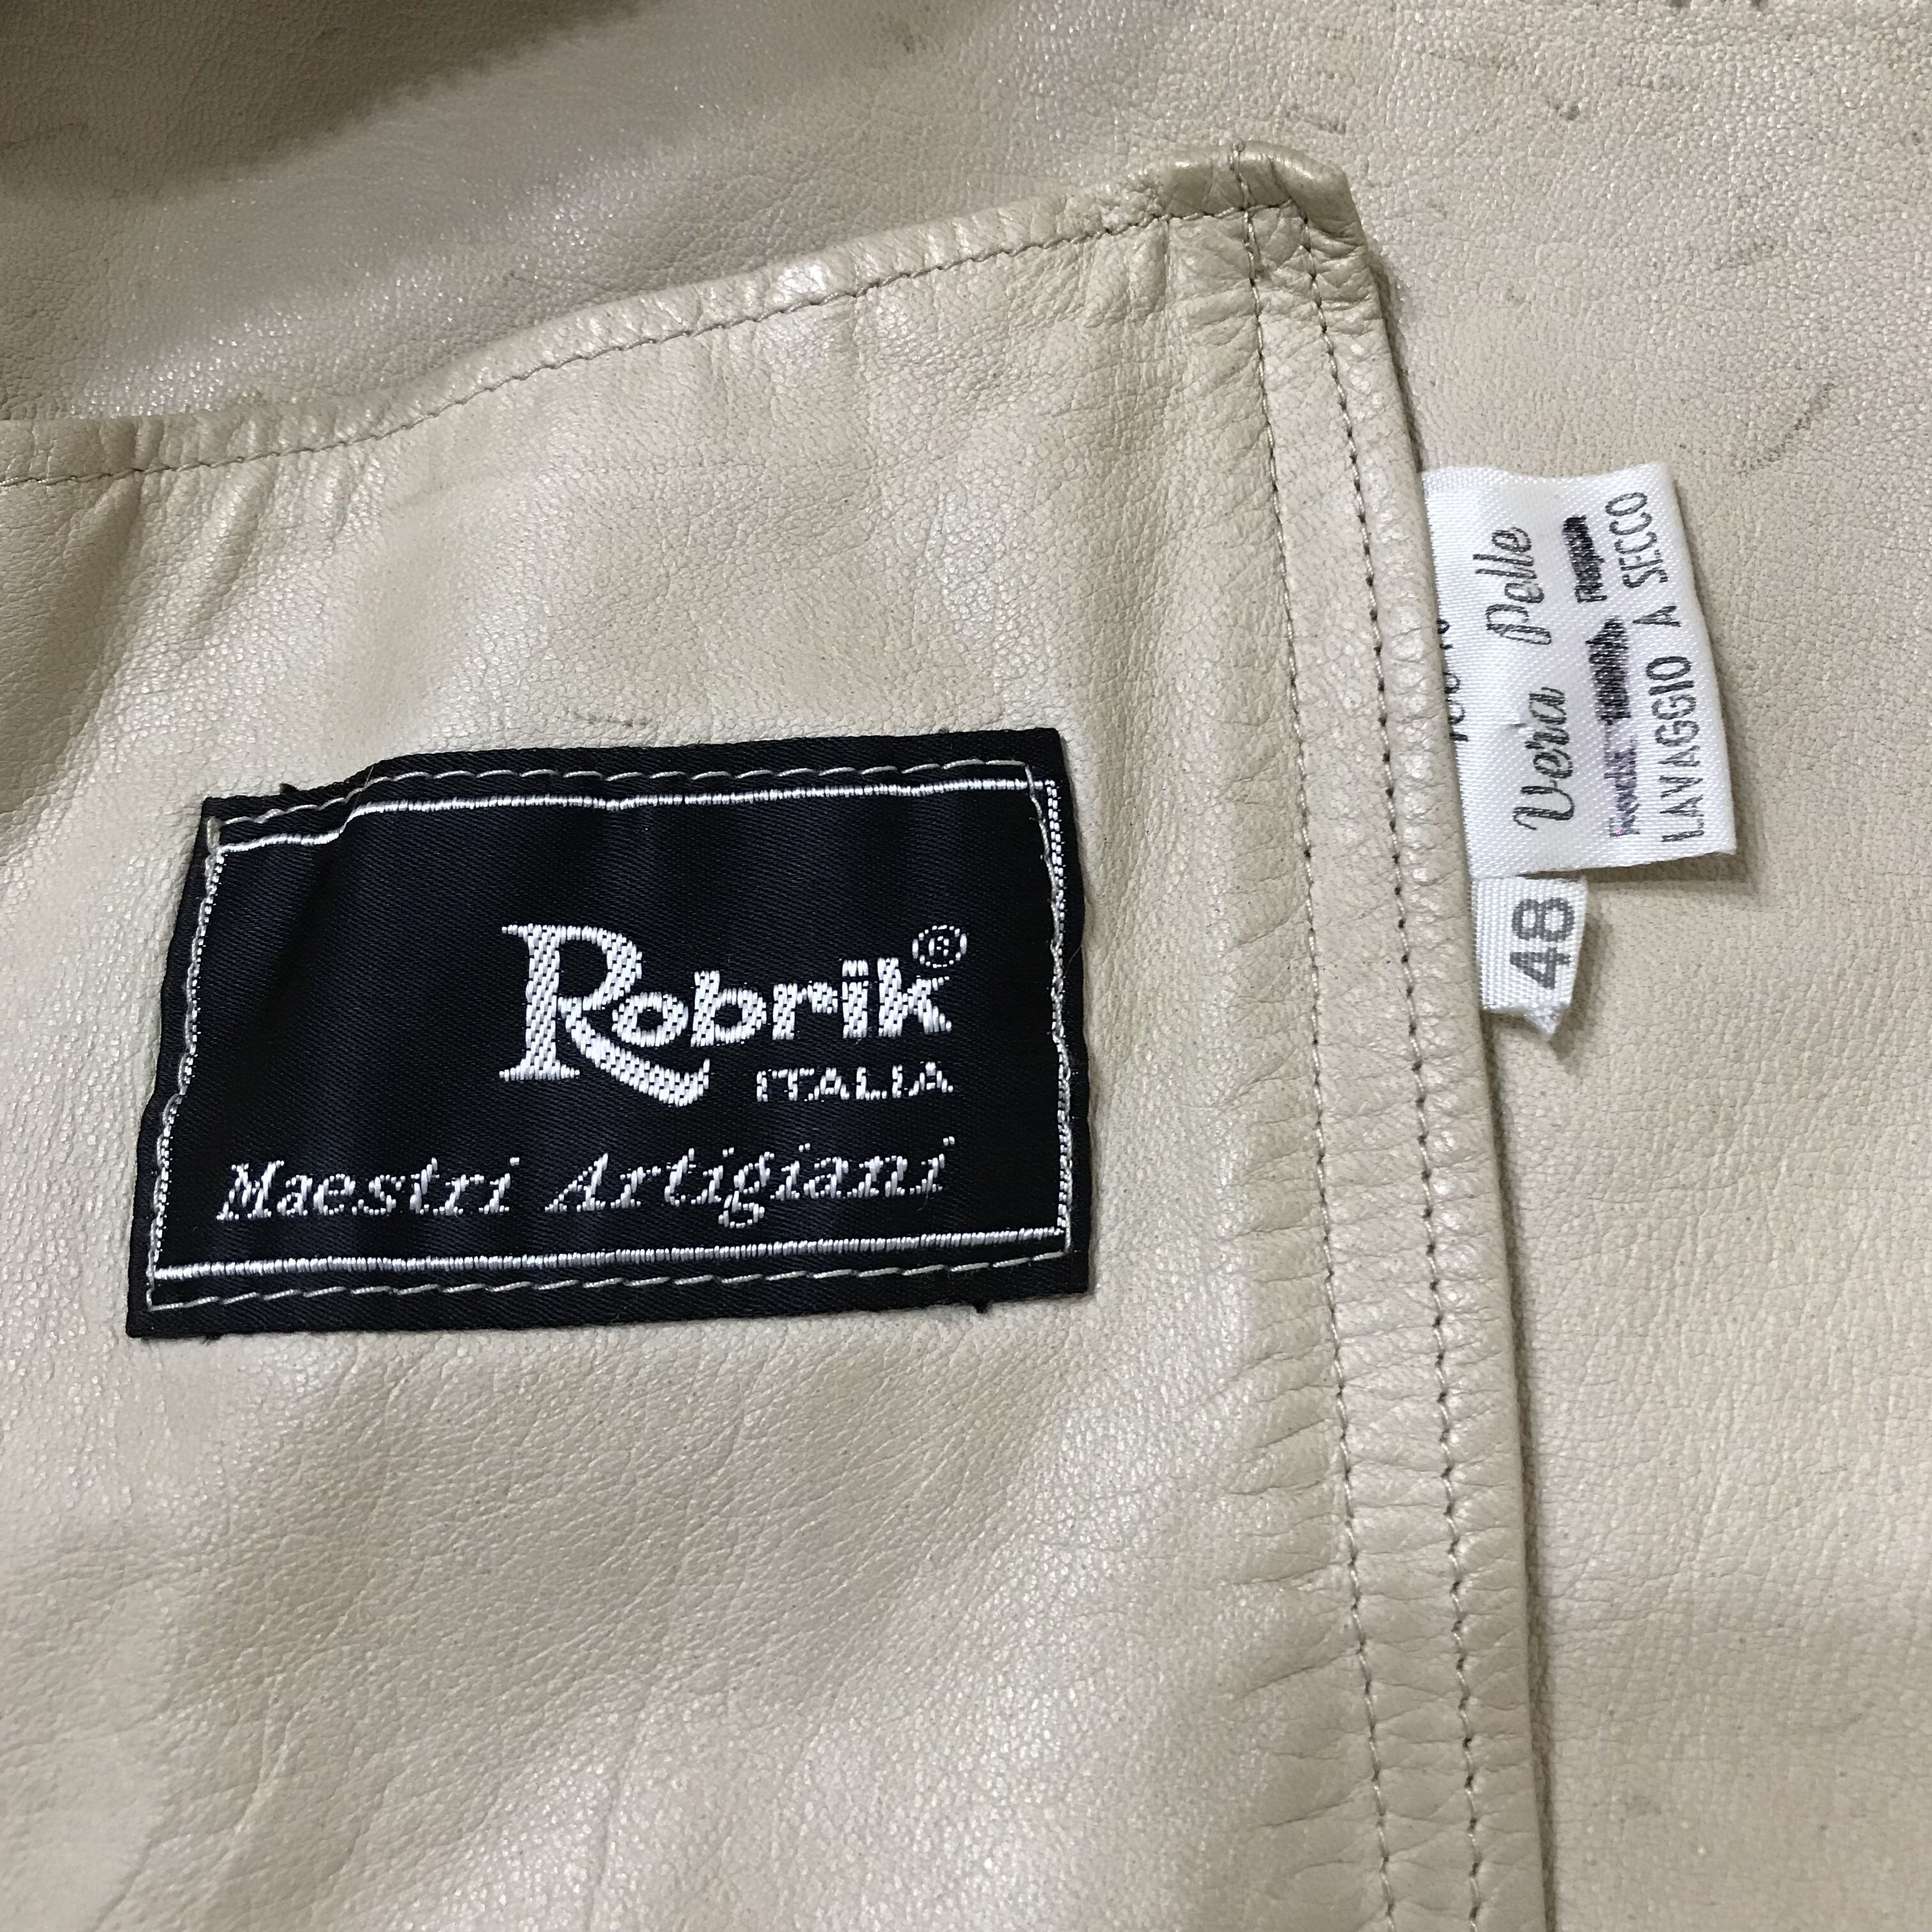 Robrik®
ITALIA
Maestri Artigiani
Vera Pelle
LAVAGGIO A SECCO
48